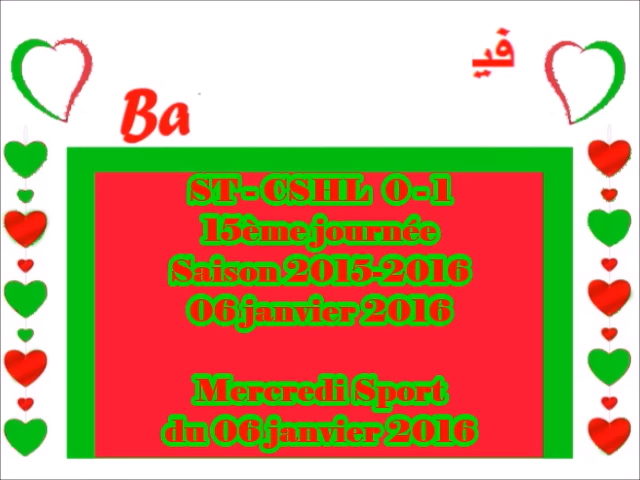 Ba
ST - CSHL 0 - 1
15ème journée
Saison 2015-2016
06 janvier 2016
Mercredi Sport
du 06 janvier 2016